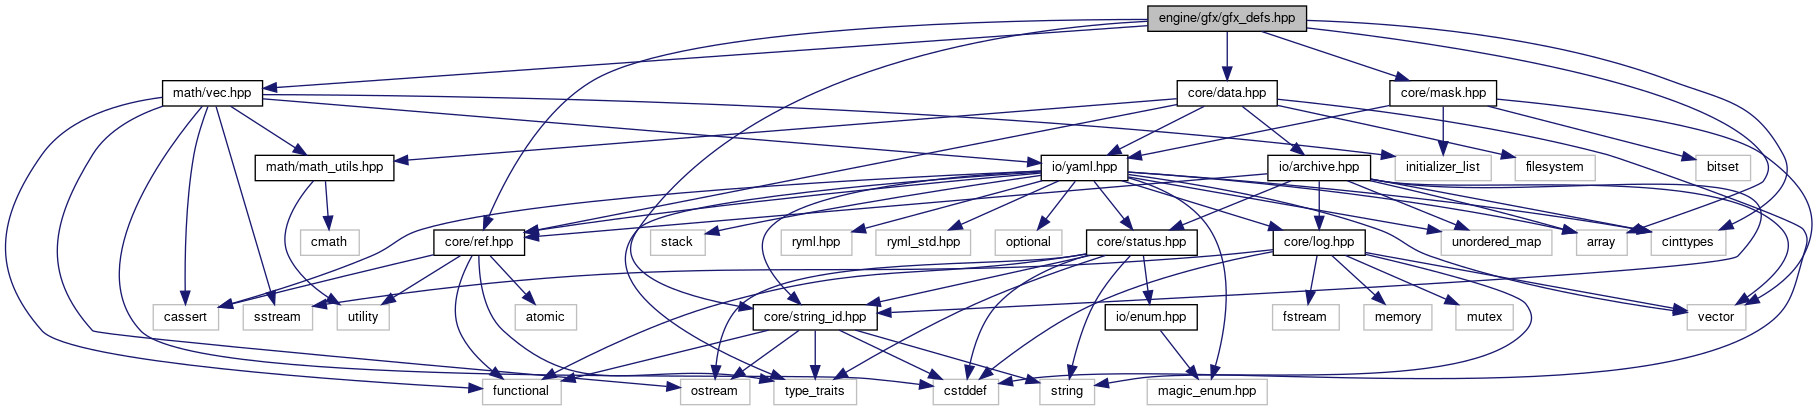 engine/gfx/gfx_defs.hpp
math/vec.hpp
core/data.hpp
core/mask.hpp
math/math_utils.hpp
io/yaml.hpp
io/archive.hpp
initializer_list
filesystem
bitset
cmath
core/ref.hpp
stack
ryml.hpp
ryml_std.hpp
optional
core/status.hpp
core/log.hpp
unordered_map
array
cinttypes
cassert
sstream
utility
atomic
core/string_id.hpp
io/enum.hpp
fstream
memory
mutex
vector
functional
ostream
type_traits
cstddef
string
magic_enum.hpp